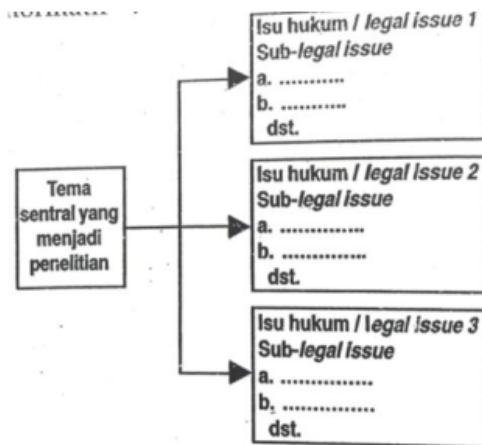 Isu hukum / legal issue 1
Sub-legal issue
a. ...........
b. ...........
dst.
Tema
sentral yang
menjadi
penelitian
Isu hukum / legal issue 2
Sub-legal issue
a. ..............
b. ..............
dst.
Isu hukum / legal issue 3
Sub-legal issue
a. ...............
b, ...............
dst.